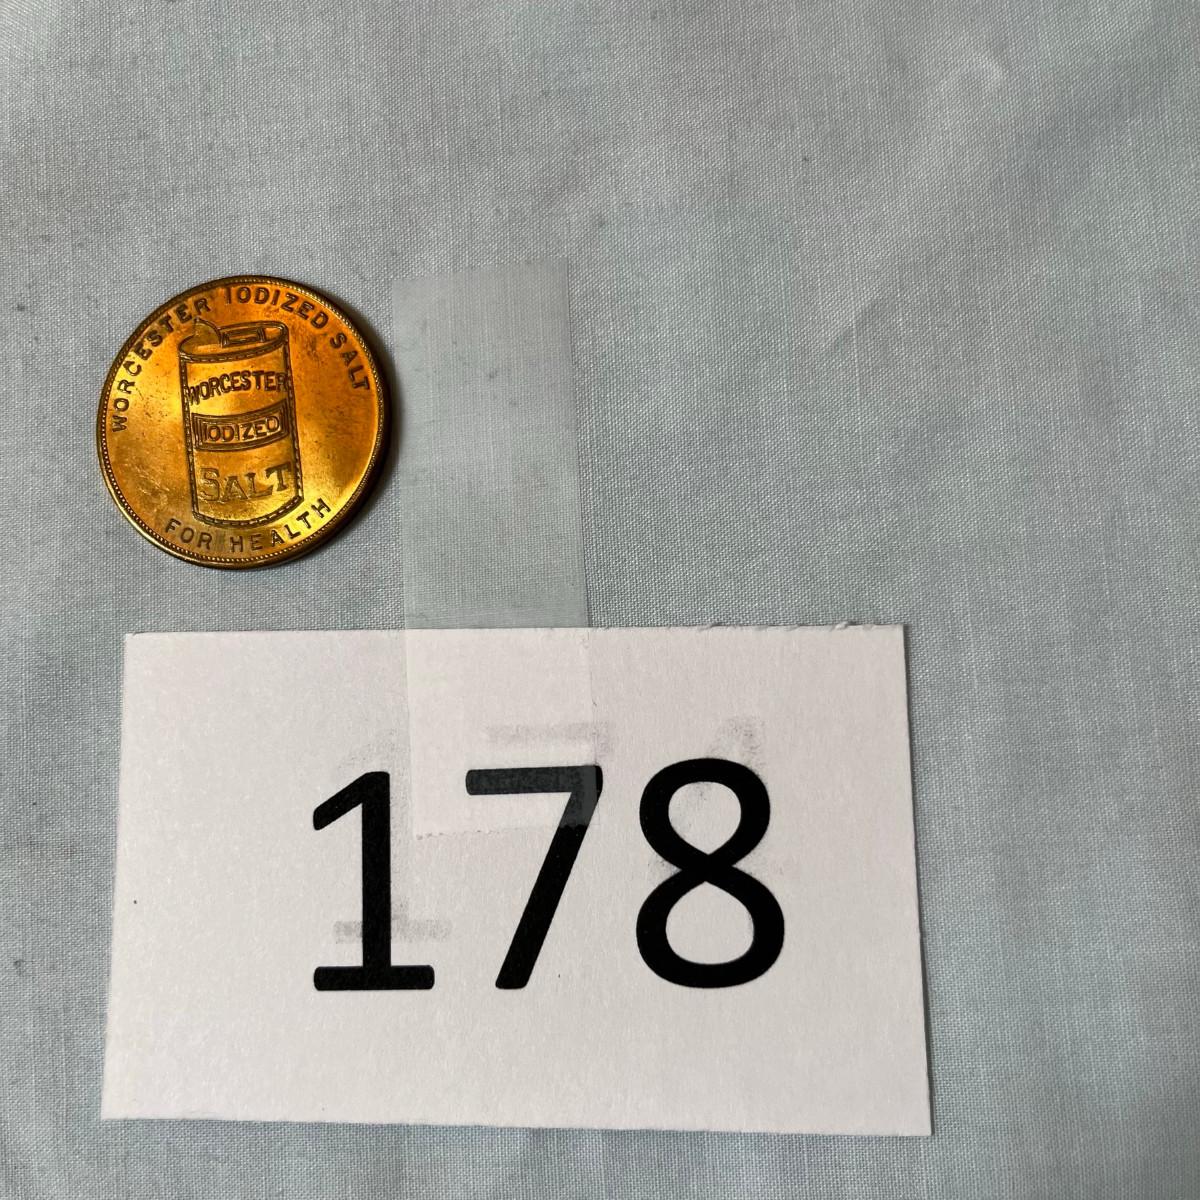 WORCESTER IODIZED SALT
WORCESTER
IODIZED
SALT
FOR HEALTH
178